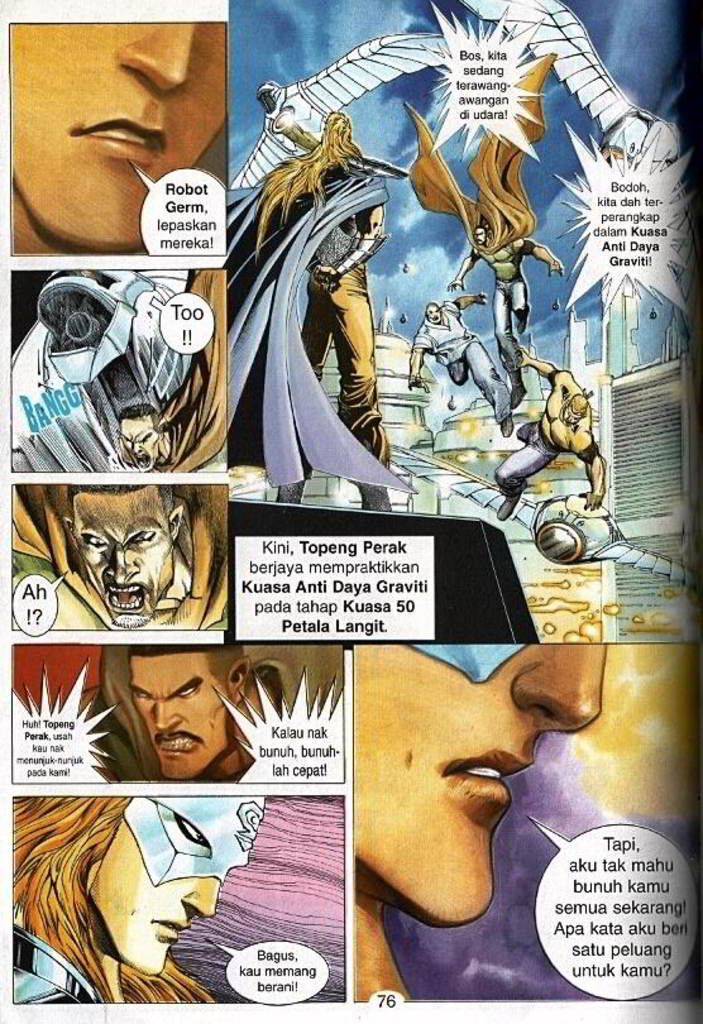 Robot
Germ,
lepaskan
mereka!
Bos, kita
sedang
terawang-
awangan
di udara!
Bodoh,
kita dah ter-
perangkap
dalam Kuasa
Anti Daya
Graviti!
Too
!!
BANGG
Ah
!?
Kini, Topeng Perak
berjaya mempraktikkan
Kuasa Anti Daya Graviti
pada tahap Kuasa 50
Petala Langit.
Huh! Topeng
Perak, usah
kau nak
menunjuk-nunjuk
pada kami!
Kalau nak
bunuh, bunuh-
lah cepat!
Bagus,
kau memang
berani!
Tapi,
aku tak mahu
bunuh kamu
semua sekarang!
Apa kata aku beri
satu peluang
untuk kamu?
76